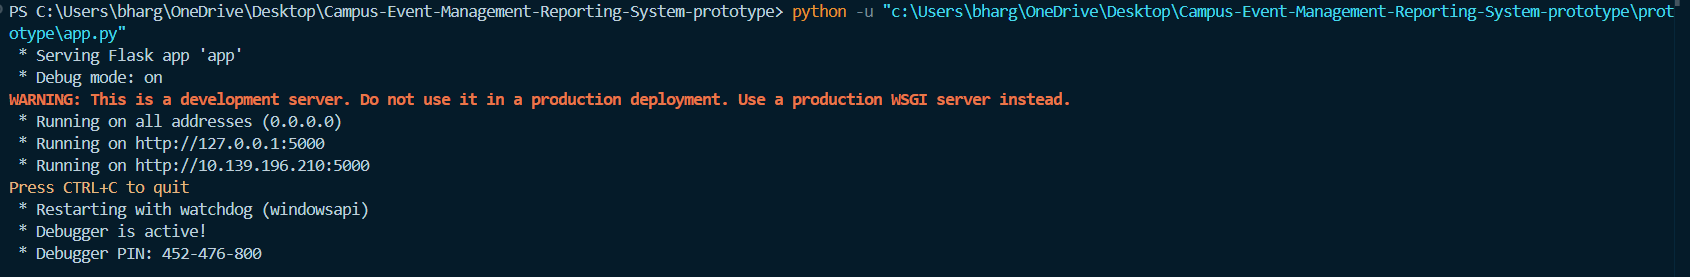 PS C:\Users\bharg\OneDrive\Desktop\Campus-Event-Management-Reporting-System-prototype> python -u "c:\Users\bharg\OneDrive\Desktop\Campus-Event-Management-Reporting-System-prototype\prot
otype\app.py"
 * Serving Flask app 'app'
 * Debug mode: on
WARNING: This is a development server. Do not use it in a production deployment. Use a production WSGI server instead.
 * Running on all addresses (0.0.0.0)
 * Running on http://127.0.0.1:5000
 * Running on http://10.139.196.210:5000
Press CTRL+C to quit
 * Restarting with watchdog (windowsapi)
 * Debugger is active!
 * Debugger PIN: 452-476-800